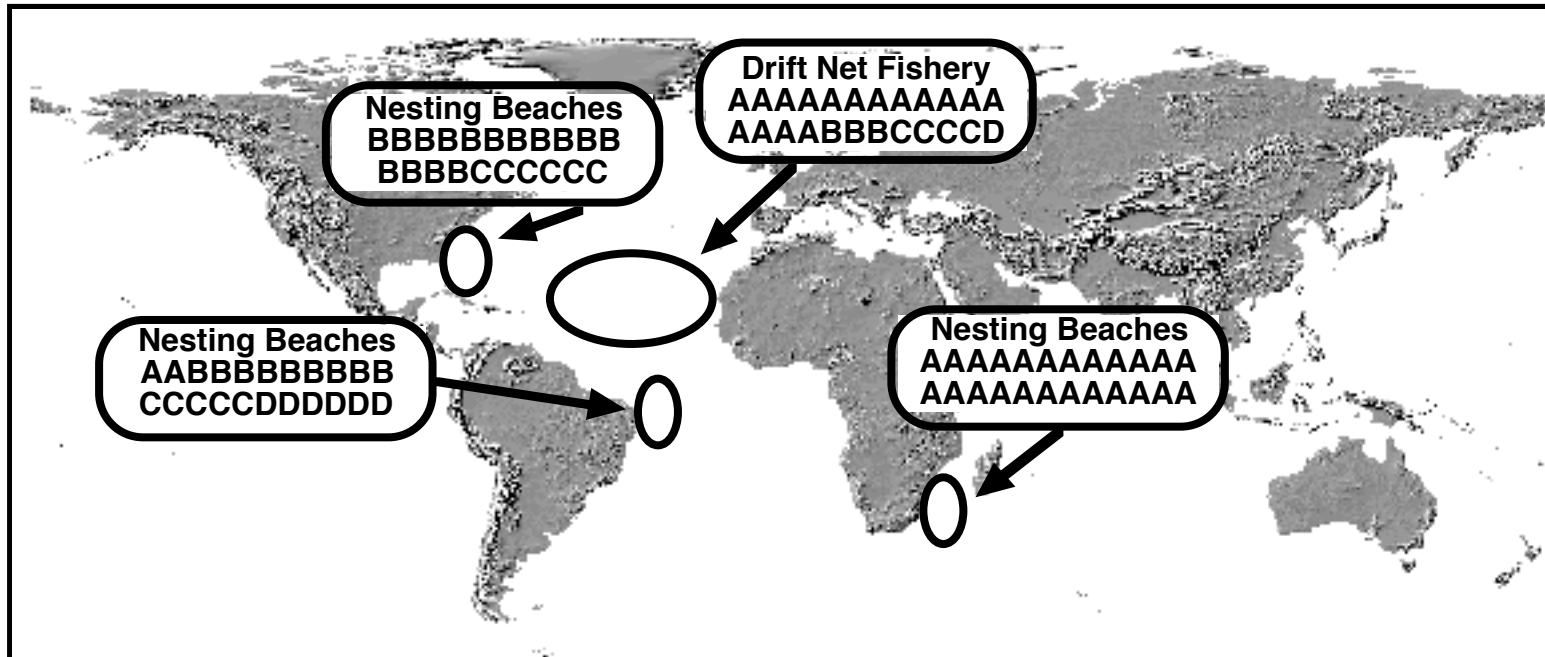 Drift Net Fishery
AAAAAAAAAAAA
AAAABBBCCCCD
Nesting Beaches
BBBBBBBBBBB
BBBBCCCCCC
Nesting Beaches
AABBBBBBBBB
CCCCCDDDDDD
Nesting Beaches
AAAAAAAAAAAA
AAAAAAAAAAAA